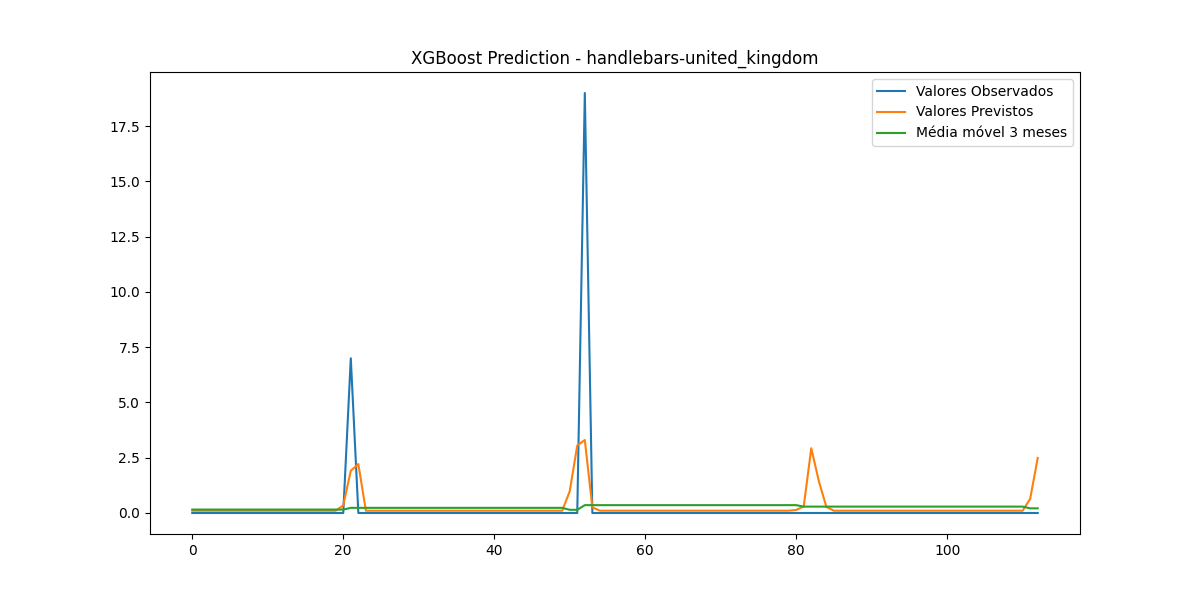 XGBoost Prediction - handlebars-united_kingdom
Valores Observados
Valores Previstos
Média móvel 3 meses
17.5
15.0
12.5
10.0
7.5
5.0
2.5
0.0
0 20 40 60 80 100